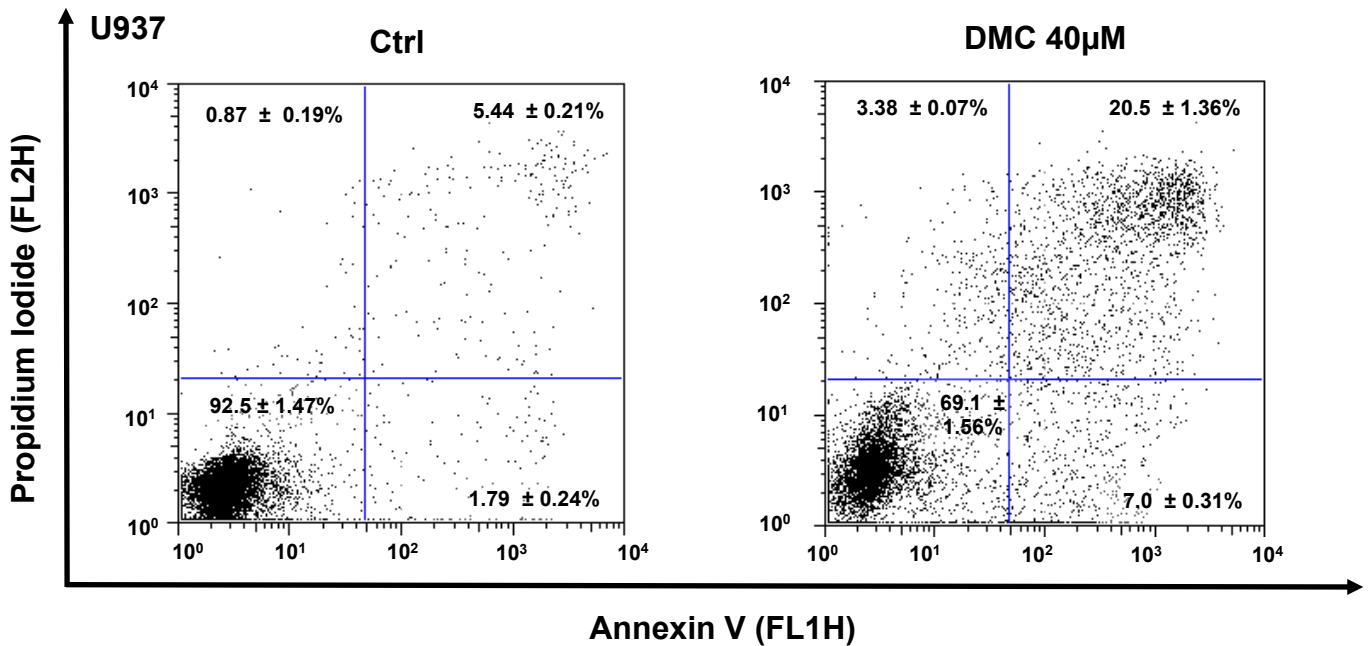 U937
Ctrl
DMC 40µM
Propidium Iodide (FL2H)
10⁴
0.87 ± 0.19%
5.44 ± 0.21%
10³
10²
92.5 ± 1.47%
10¹
1.79 ± 0.24%
10⁰
10⁰ 10¹ 10² 10³ 10⁴
10⁴
3.38 ± 0.07%
20.5 ± 1.36%
10³
10²
69.1 ±
1.56%
10¹
7.0 ± 0.31%
10⁰
10⁰ 10¹ 10² 10³ 10⁴
Annexin V (FL1H)